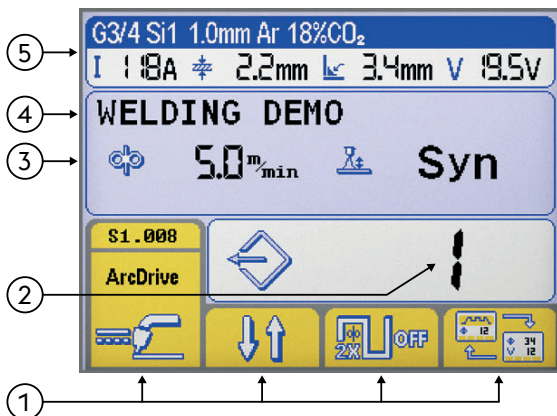 G3/4 Si1 1.0mm Ar 18%CO₂
I 118A 2.2mm 3.4mm V 19.5V
WELDING DEMO
5.0 m/min Syn
S1.008
ArcDrive
1
2X OFF
12
34
V 12
5
4
3
2
1